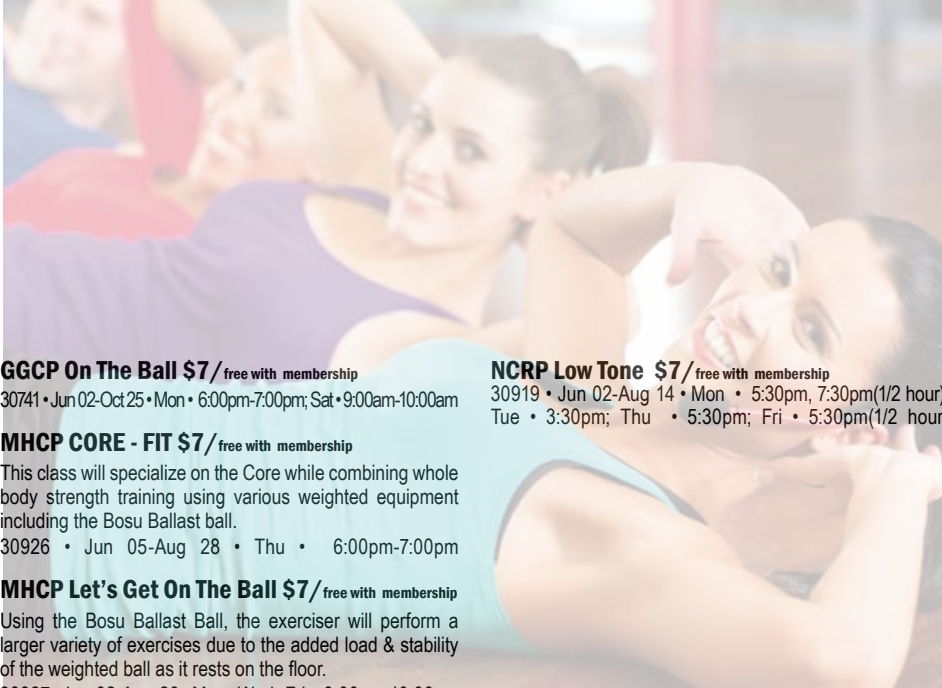 GGCP On The Ball $7/free with membership
30741 • Jun 02-Oct 25 • Mon • 6:00pm-7:00pm; Sat • 9:00am-10:00am
MHCP CORE - FIT $7/free with membership
This class will specialize on the Core while combining whole
body strength training using various weighted equipment
including the Bosu Ballast ball.
30926 • Jun 05-Aug 28 • Thu • 6:00pm-7:00pm
MHCP Let's Get On The Ball $7/free with membership
Using the Bosu Ballast Ball, the exerciser will perform a
larger variety of exercises due to the added load & stability
of the weighted ball as it rests on the floor.
NCRP Low Tone $7/free with membership
30919 • Jun 02-Aug 14 • Mon • 5:30pm, 7:30pm(1/2 hour)
Tue • 3:30pm; Thu • 5:30pm; Fri • 5:30pm(1/2 hour